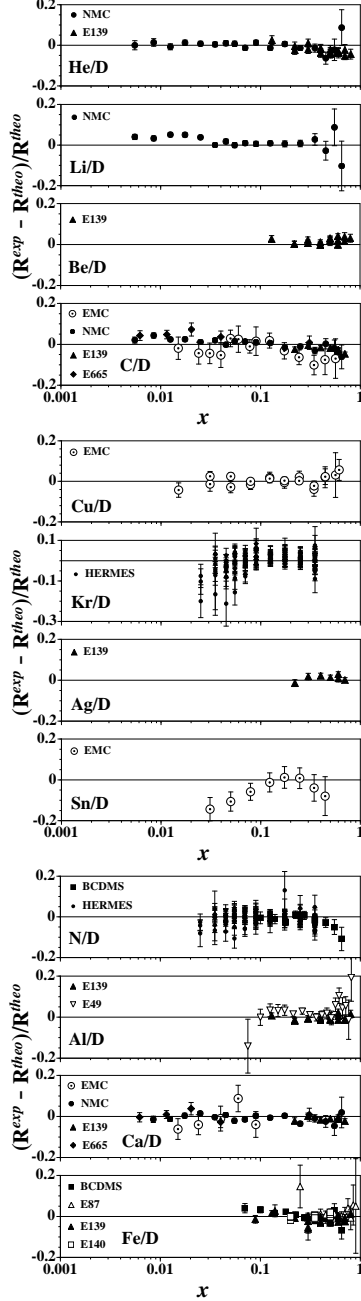 0.2
NMC
E139
0
He/D
-0.2
0.2
NMC
0
Li/D
-0.2
(R^exp - R^theo)/R^theo
0.2
E139
0
Be/D
-0.2
0.2
EMC
NMC
0
E139
E665
C/D
-0.2
0.001 0.01 0.1 1
x
0.2
EMC
0
Cu/D
-0.2
0.1
0
HERMES
-0.1
Kr/D
-0.3
(R^exp - R^theo)/R^theo
0.2
E139
0
Ag/D
-0.2
0.2
EMC
0
Sn/D
0.001 0.01 0.1 1
x
0.2
BCDMS
HERMES
0
N/D
-0.2
0.2
E139
E49
0
Al/D
-0.2
(R^exp - R^theo)/R^theo
0.2
EMC
NMC
0
E139
E665
Ca/D
-0.2
0.2
BCDMS
E87
0
E139
E140
Fe/D
-0.2
0.001 0.01 0.1 1
x